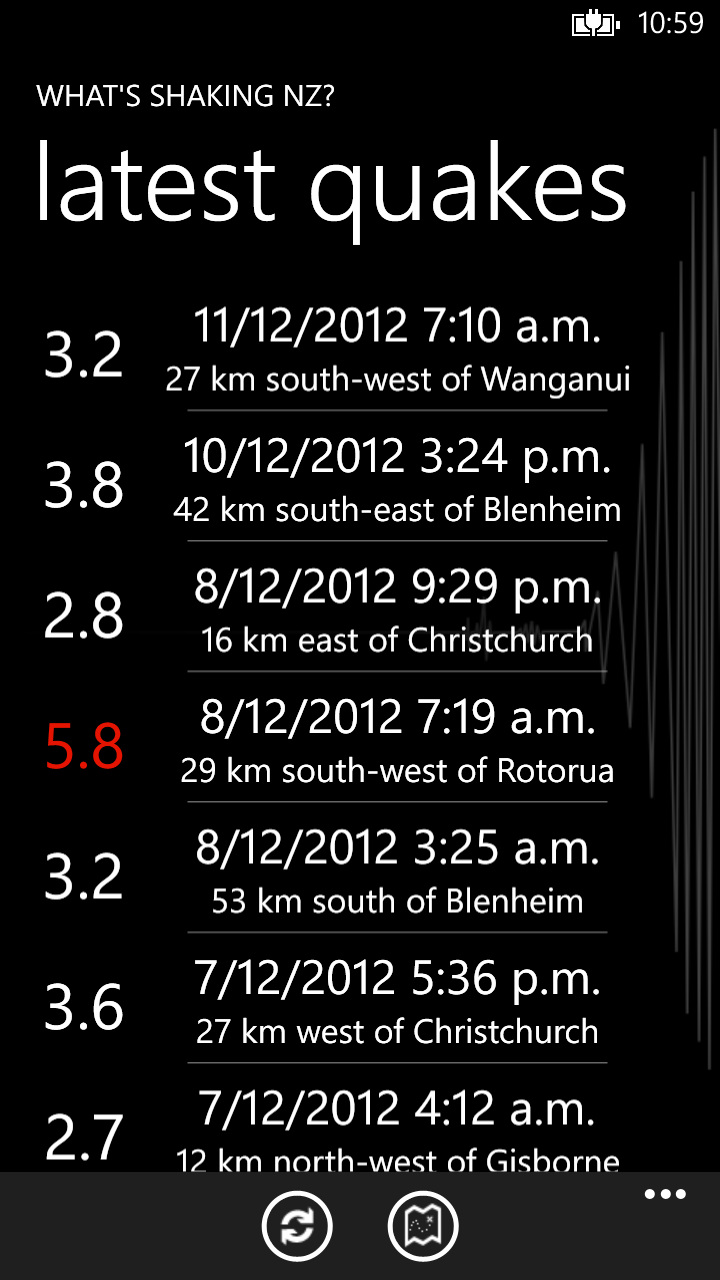 10:59
WHAT'S SHAKING NZ?
latest quakes
3.2
11/12/2012 7:10 a.m.
27 km south-west of Wanganui
3.8
10/12/2012 3:24 p.m.
42 km south-east of Blenheim
2.8
8/12/2012 9:29 p.m.
16 km east of Christchurch
5.8
8/12/2012 7:19 a.m.
29 km south-west of Rotorua
3.2
8/12/2012 3:25 a.m.
53 km south of Blenheim
3.6
7/12/2012 5:36 p.m.
27 km west of Christchurch
2.7
7/12/2012 4:12 a.m.
12 km north-west of Gisborne